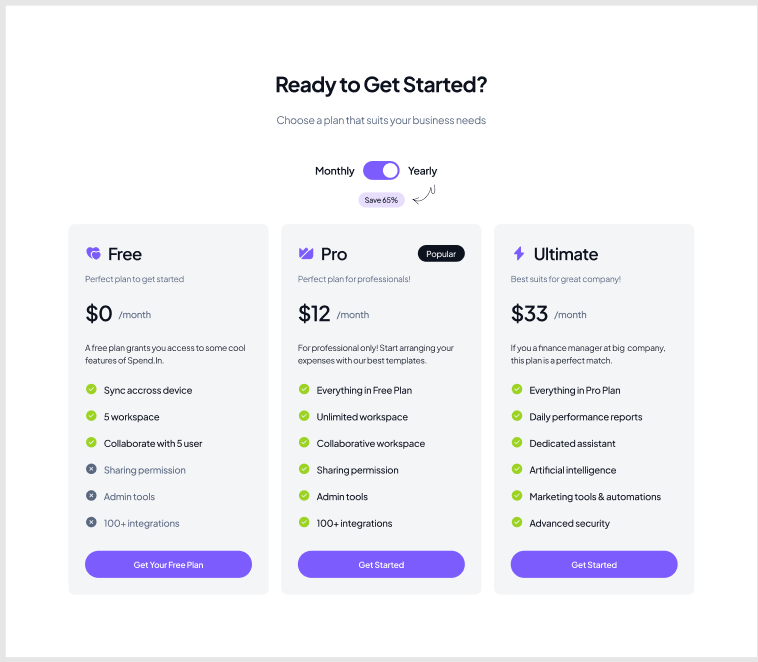 Ready to Get Started?
Choose a plan that suits your business needs
Monthly Yearly
Save 65%
Free
Perfect plan to get started
$0 /month
A free plan grants you access to some cool
features of Spend.In.
Sync accross device
5 workspace
Collaborate with 5 user
Sharing permission
Admin tools
100+ integrations
Get Your Free Plan
Pro Popular
Perfect plan for professionals!
$12 /month
For professional only! Start arranging your
expenses with our best templates.
Everything in Free Plan
Unlimited workspace
Collaborative workspace
Sharing permission
Admin tools
100+ integrations
Get Started
Ultimate
Best suits for great company!
$33 /month
If you a finance manager at big company,
this plan is a perfect match.
Everything in Pro Plan
Daily performance reports
Dedicated assistant
Artificial intelligence
Marketing tools & automations
Advanced security
Get Started